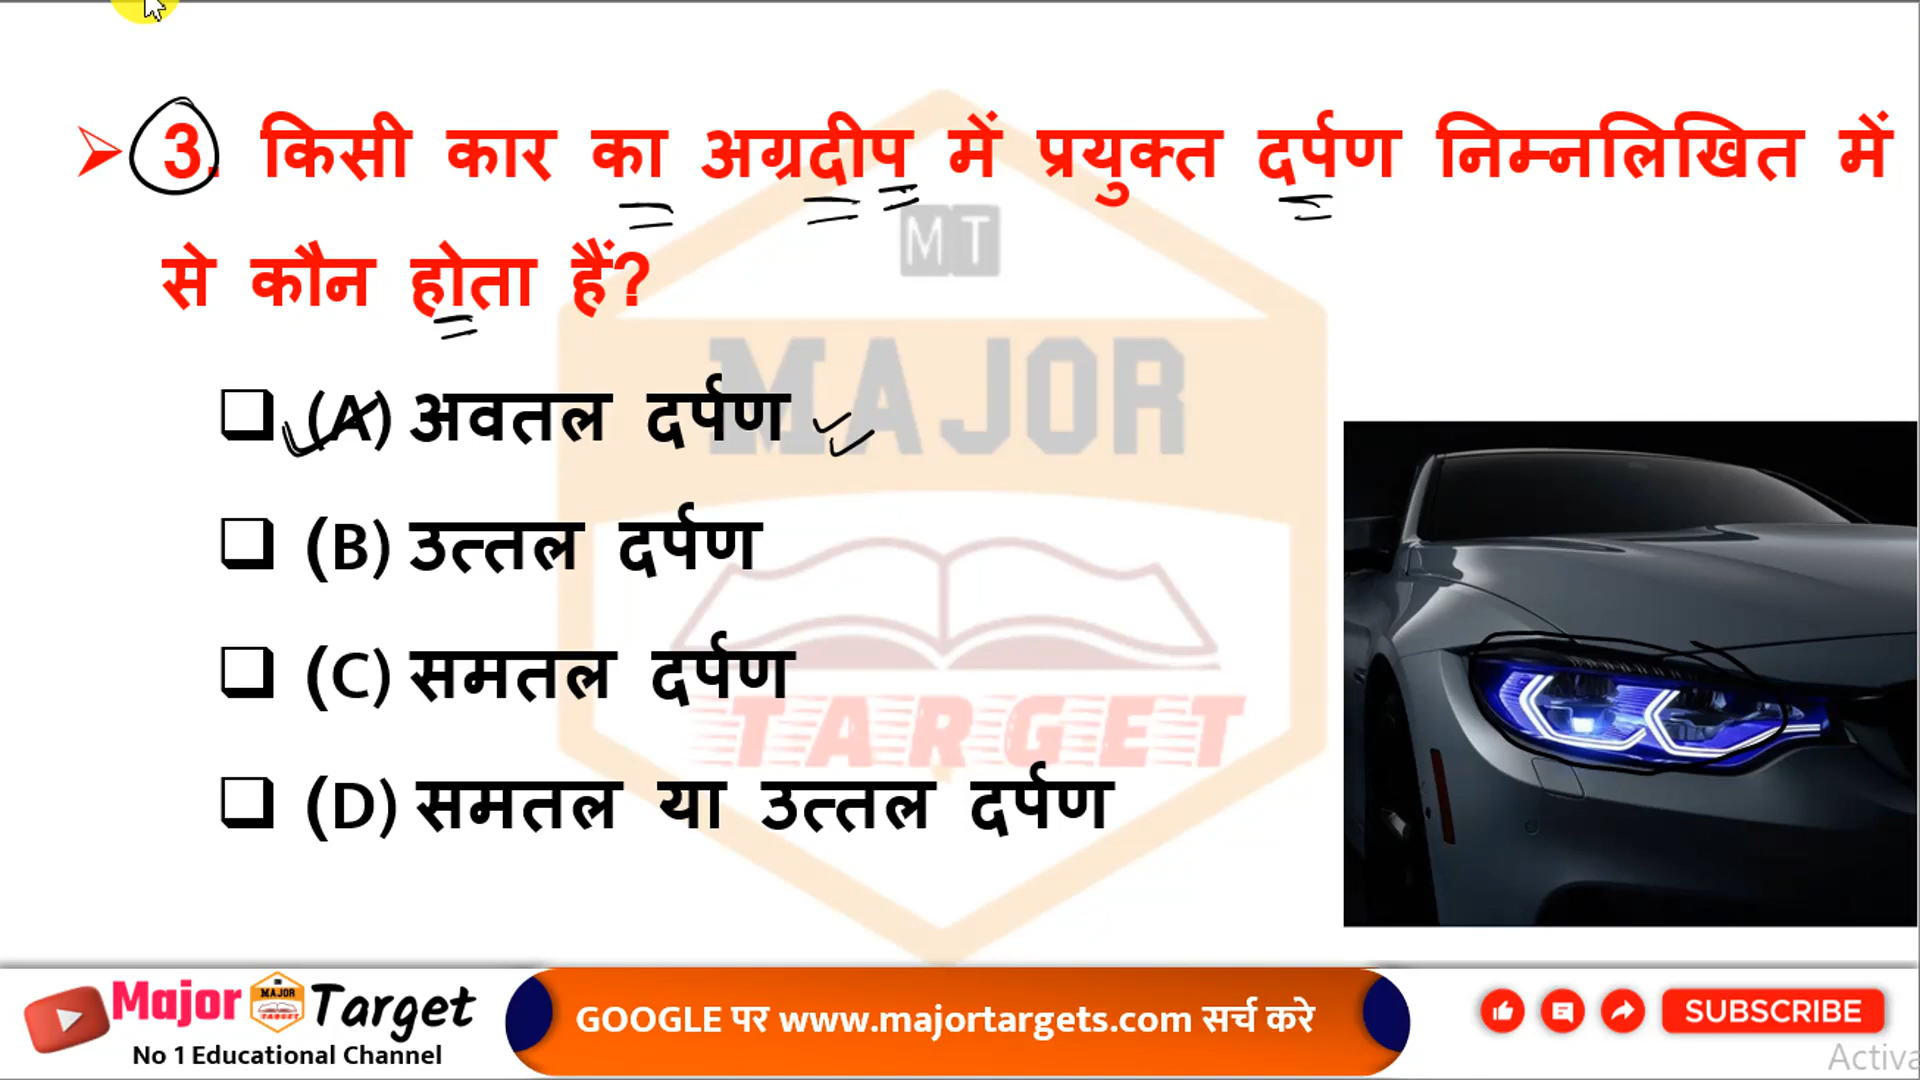 3. किसी कार का अग्रदीप में प्रयुक्त दर्पण निम्नलिखित में
से कौन होता हैं?
(A) अवतल दर्पण
(B) उत्तल दर्पण
(C) समतल दर्पण
(D) समतल या उत्तल दर्पण
MT
MAJOR
TARGET
Major MAJOR TARGET Target
No 1 Educational Channel
GOOGLE पर www.majortargets.com सर्च करे
SUBSCRIBE